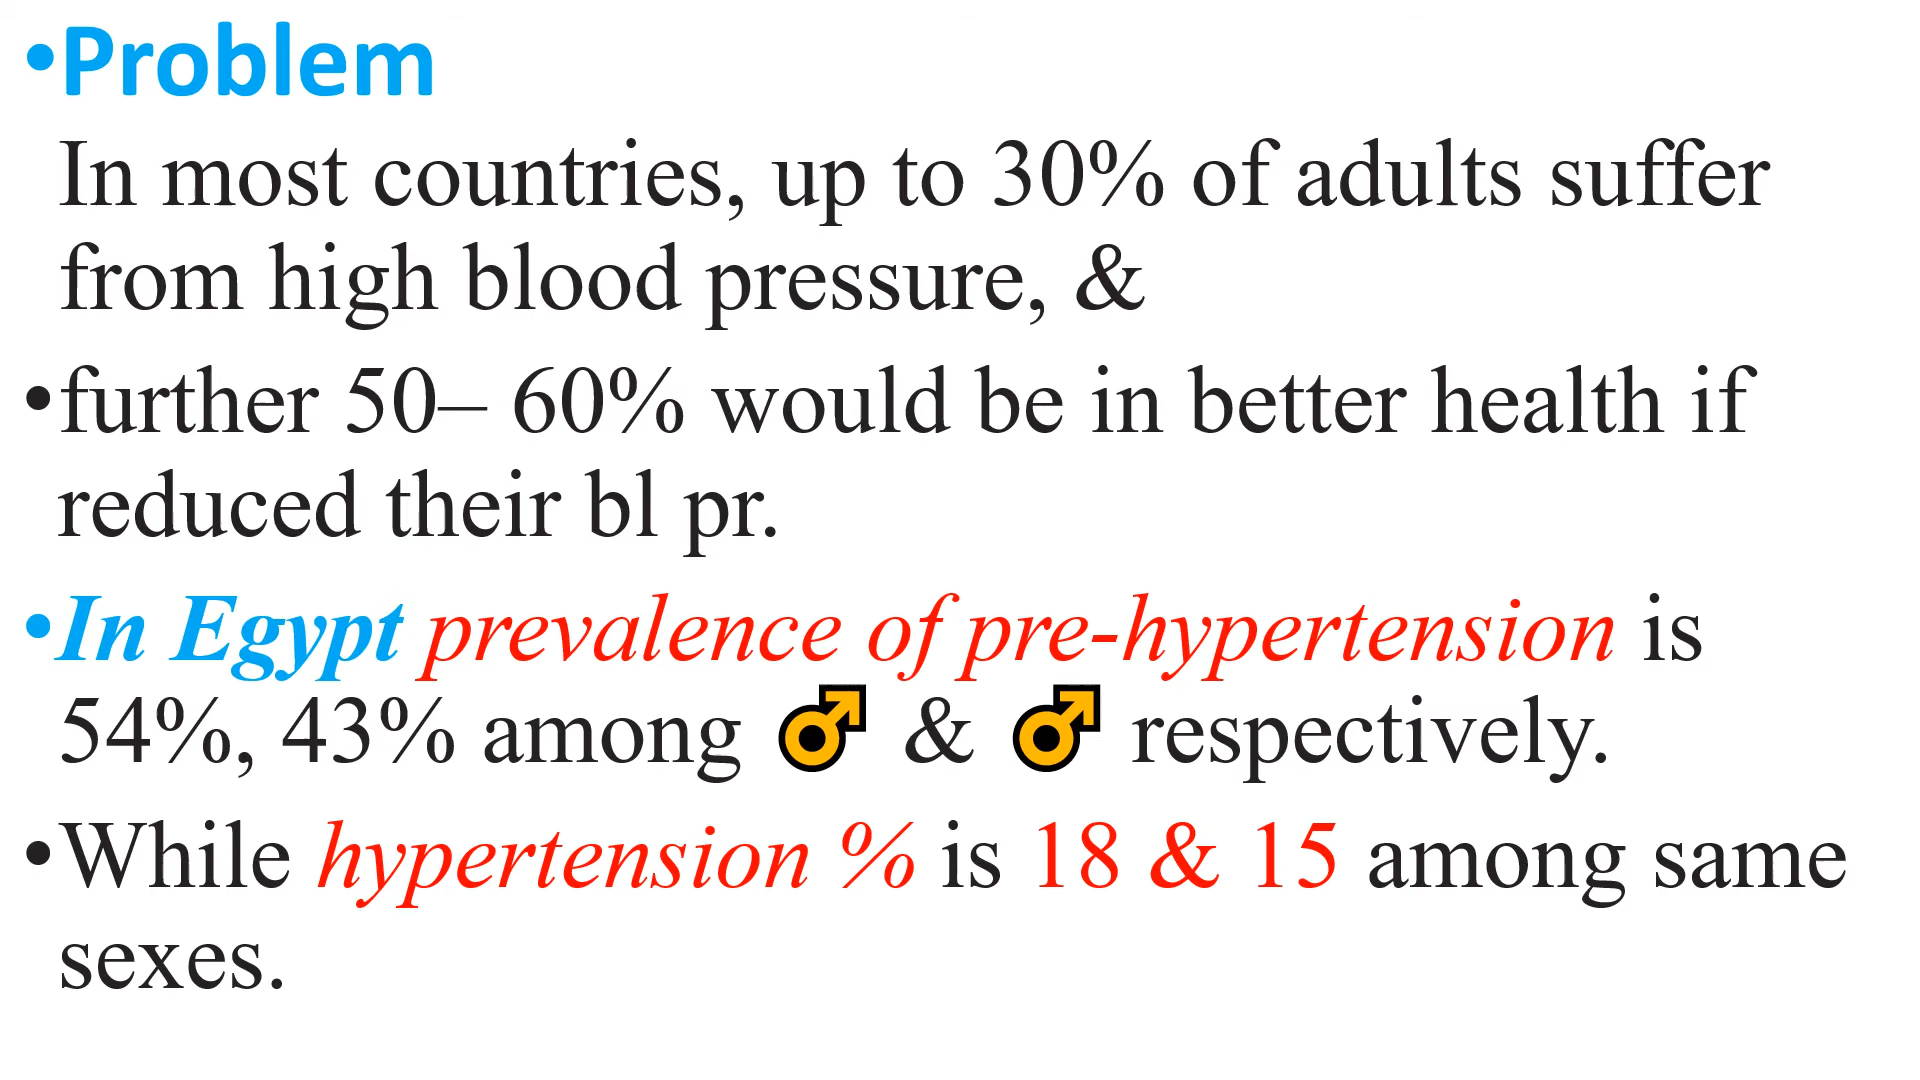 •Problem
In most countries, up to 30% of adults suffer
from high blood pressure, &
•further 50– 60% would be in better health if
reduced their bl pr.
•In Egypt prevalence of pre-hypertension is
54%, 43% among ♂ & ♂ respectively.
•While hypertension % is 18 & 15 among same
sexes.